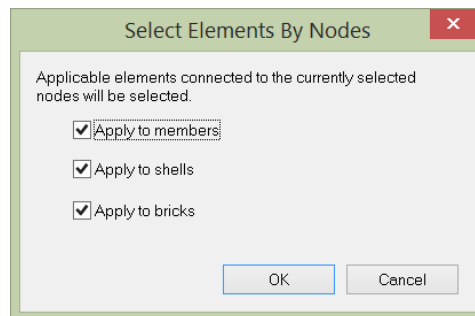 Select Elements By Nodes
Applicable elements connected to the currently selected
nodes will be selected.
Apply to members
Apply to shells
Apply to bricks
OK Cancel